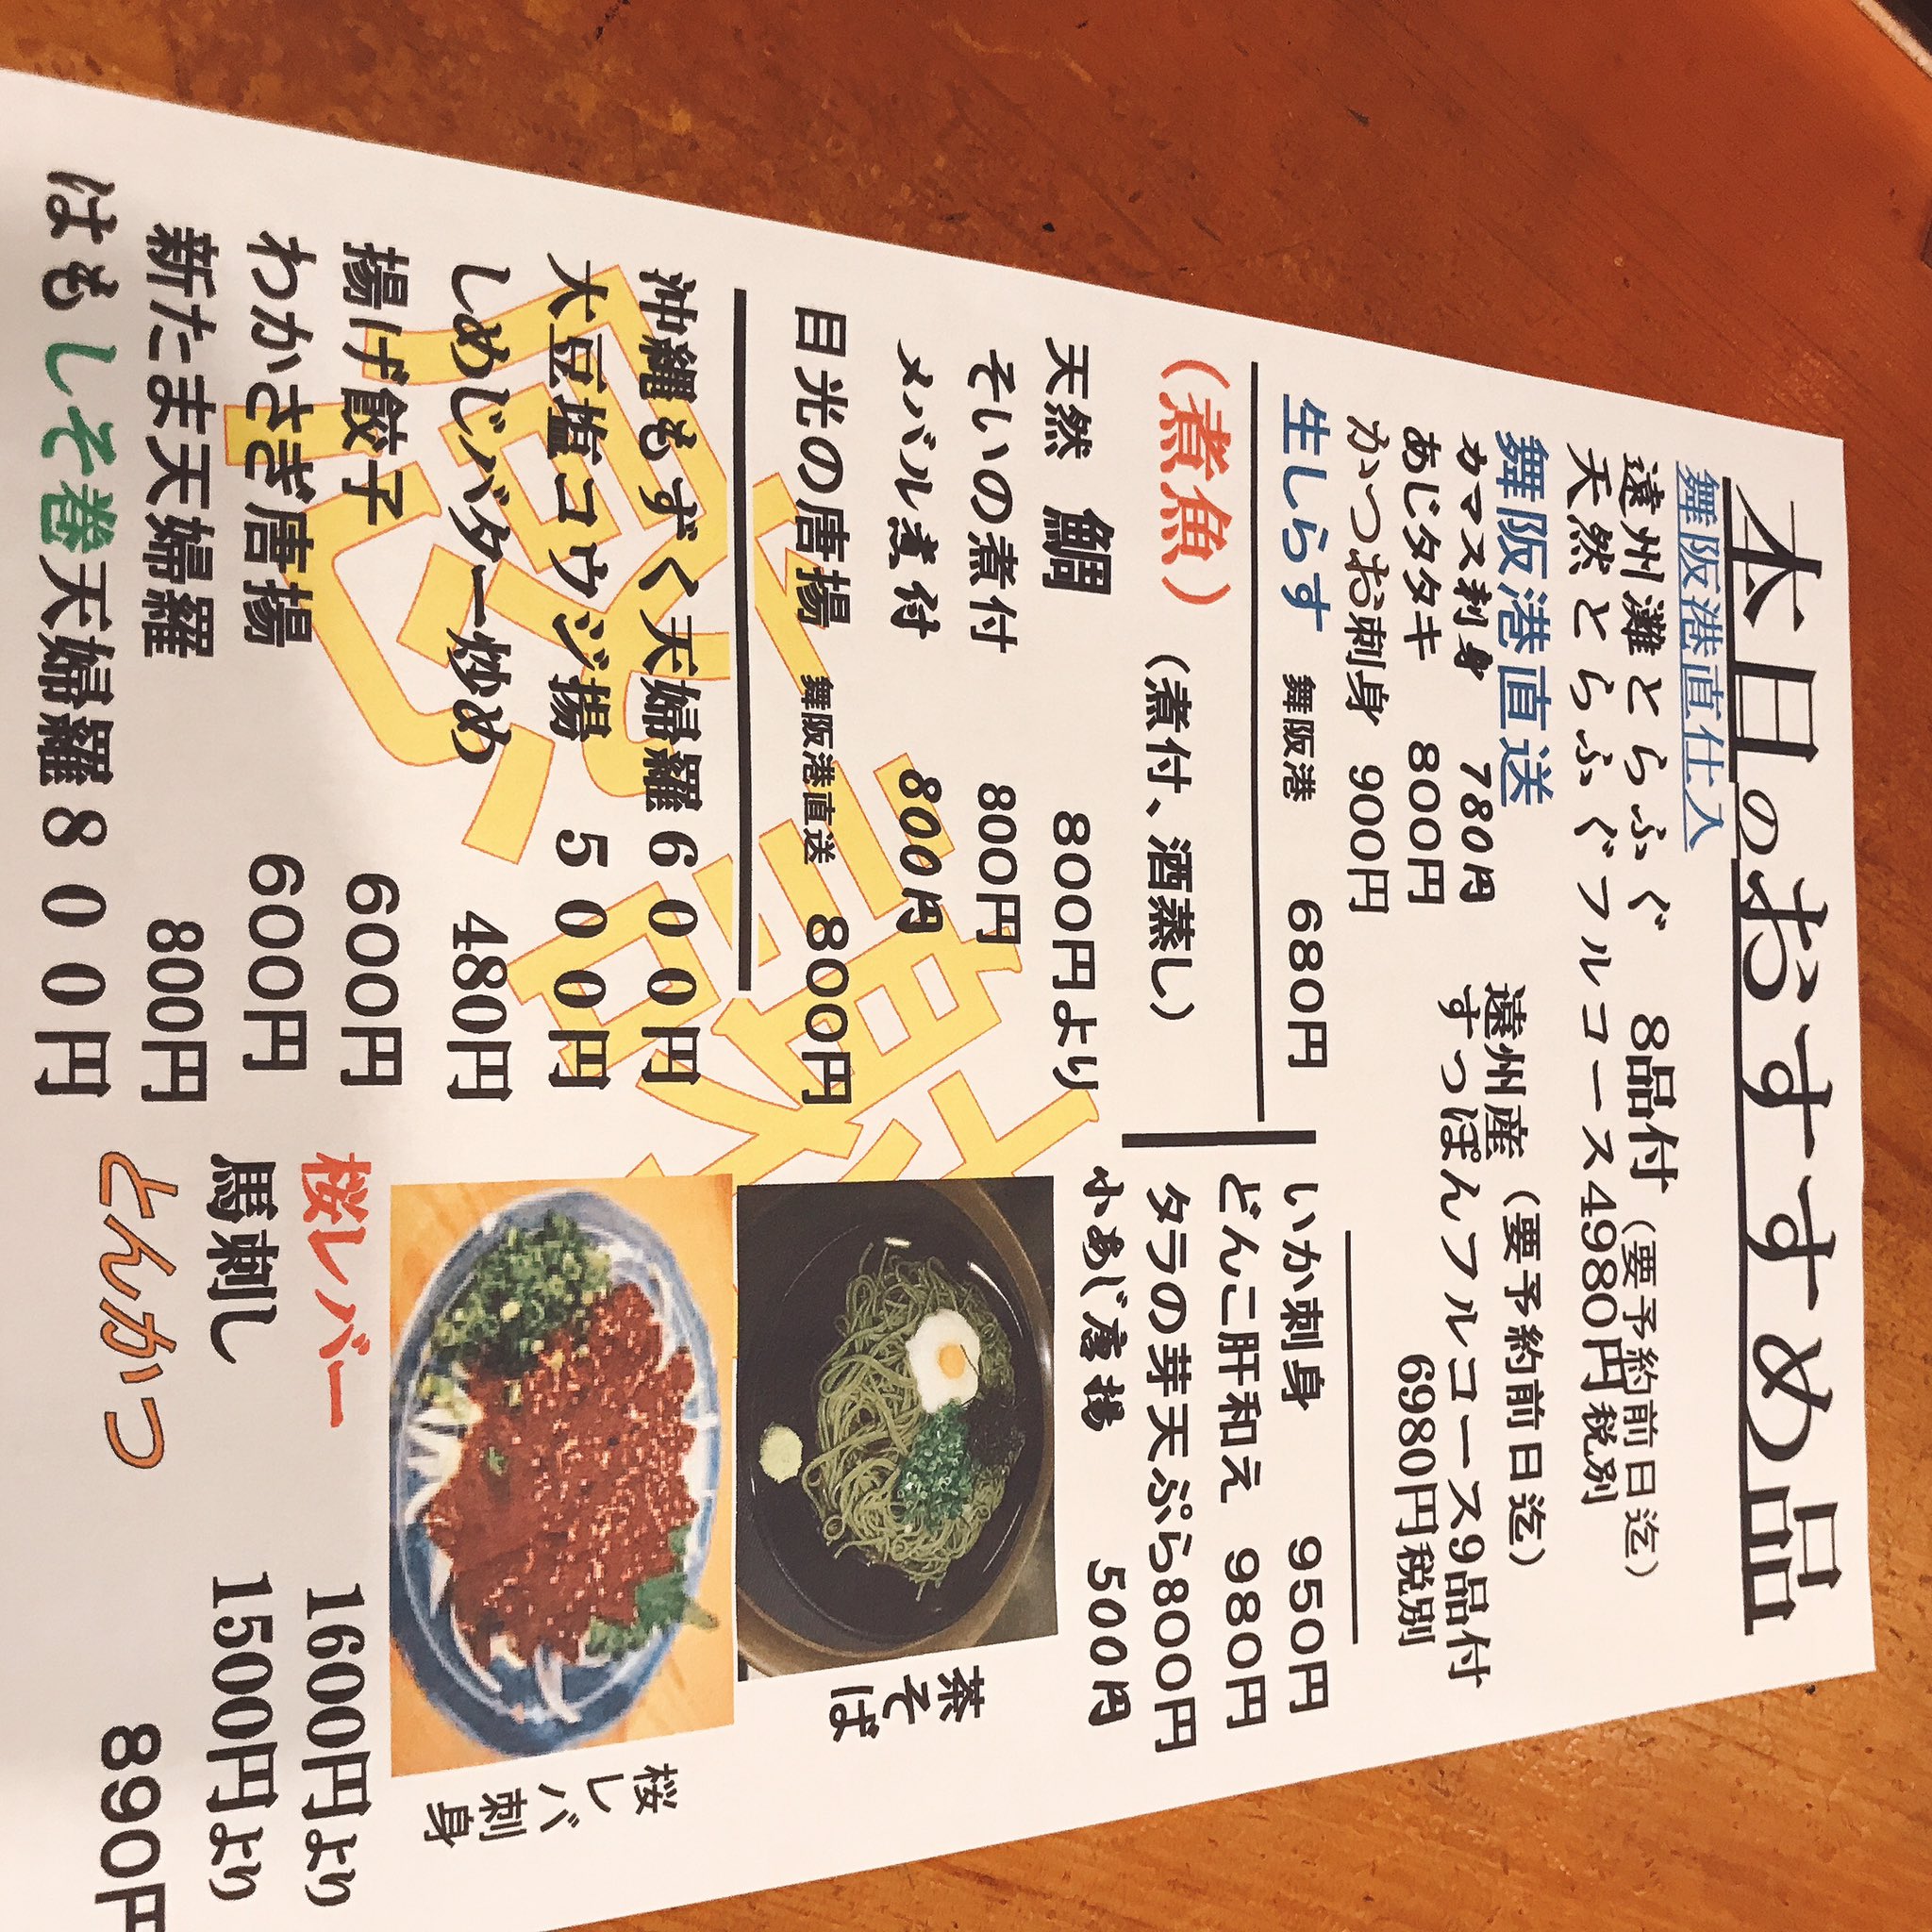 本日のおすすめ品
舞阪港直仕入
遠州灘とらふぐ 8品付(要予約前日迄)
天然とらふぐフルコース4980円税別
舞阪港直送
カマス刺身 780円
あじタタキ 800円
かつお刺身 900円
生しらす 舞阪港 680円
遠州産(要予約前日迄)
すっぽんフルコース9品付
6980円税別
(煮魚) (煮付、酒蒸し)
天然 鯛 800円より
そいの煮付 800円
メバル煮付 800円
目光の唐揚 舞阪港直送 800円
いか刺身 950円
どんこ肝和え 980円
タラの芽天ぷら800円
小あじ唐揚 500円
茶そば
沖縄もずく天婦羅600円
大豆塩コウジ揚 500円
しめじバター炒め 480円
揚げ餃子 600円
わかさぎ唐揚 600円
新たま天婦羅 800円
はもしそ巻天婦羅800円
桜レバ刺身
桜レバー 1600円より
馬刺し 1500円より
とんかつ 890円